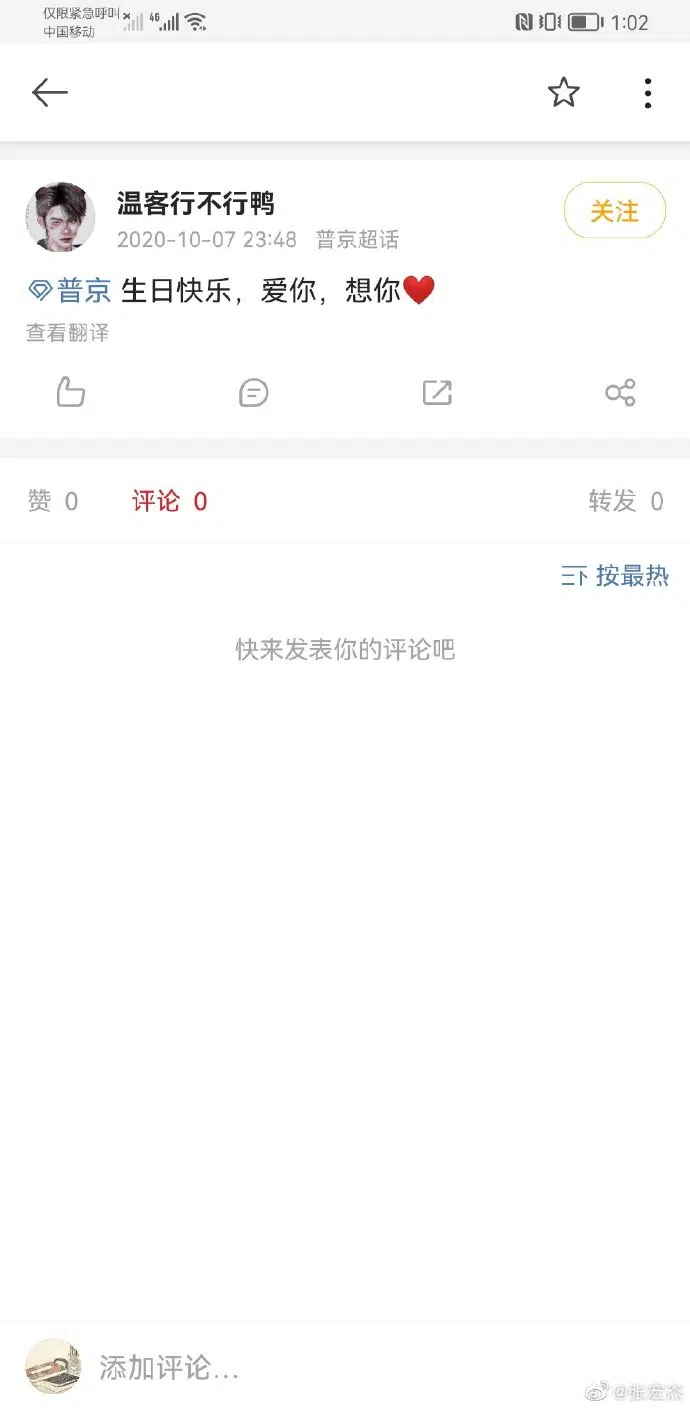 仅限紧急呼叫
中国移动
4G
1:02
温客行不行鸭
2020-10-07 23:48 普京超话
关注
普京 生日快乐，爱你，想你❤️
查看翻译
赞 0 评论 0 转发 0
按最热
快来发表你的评论吧
添加评论...
@张宏杰